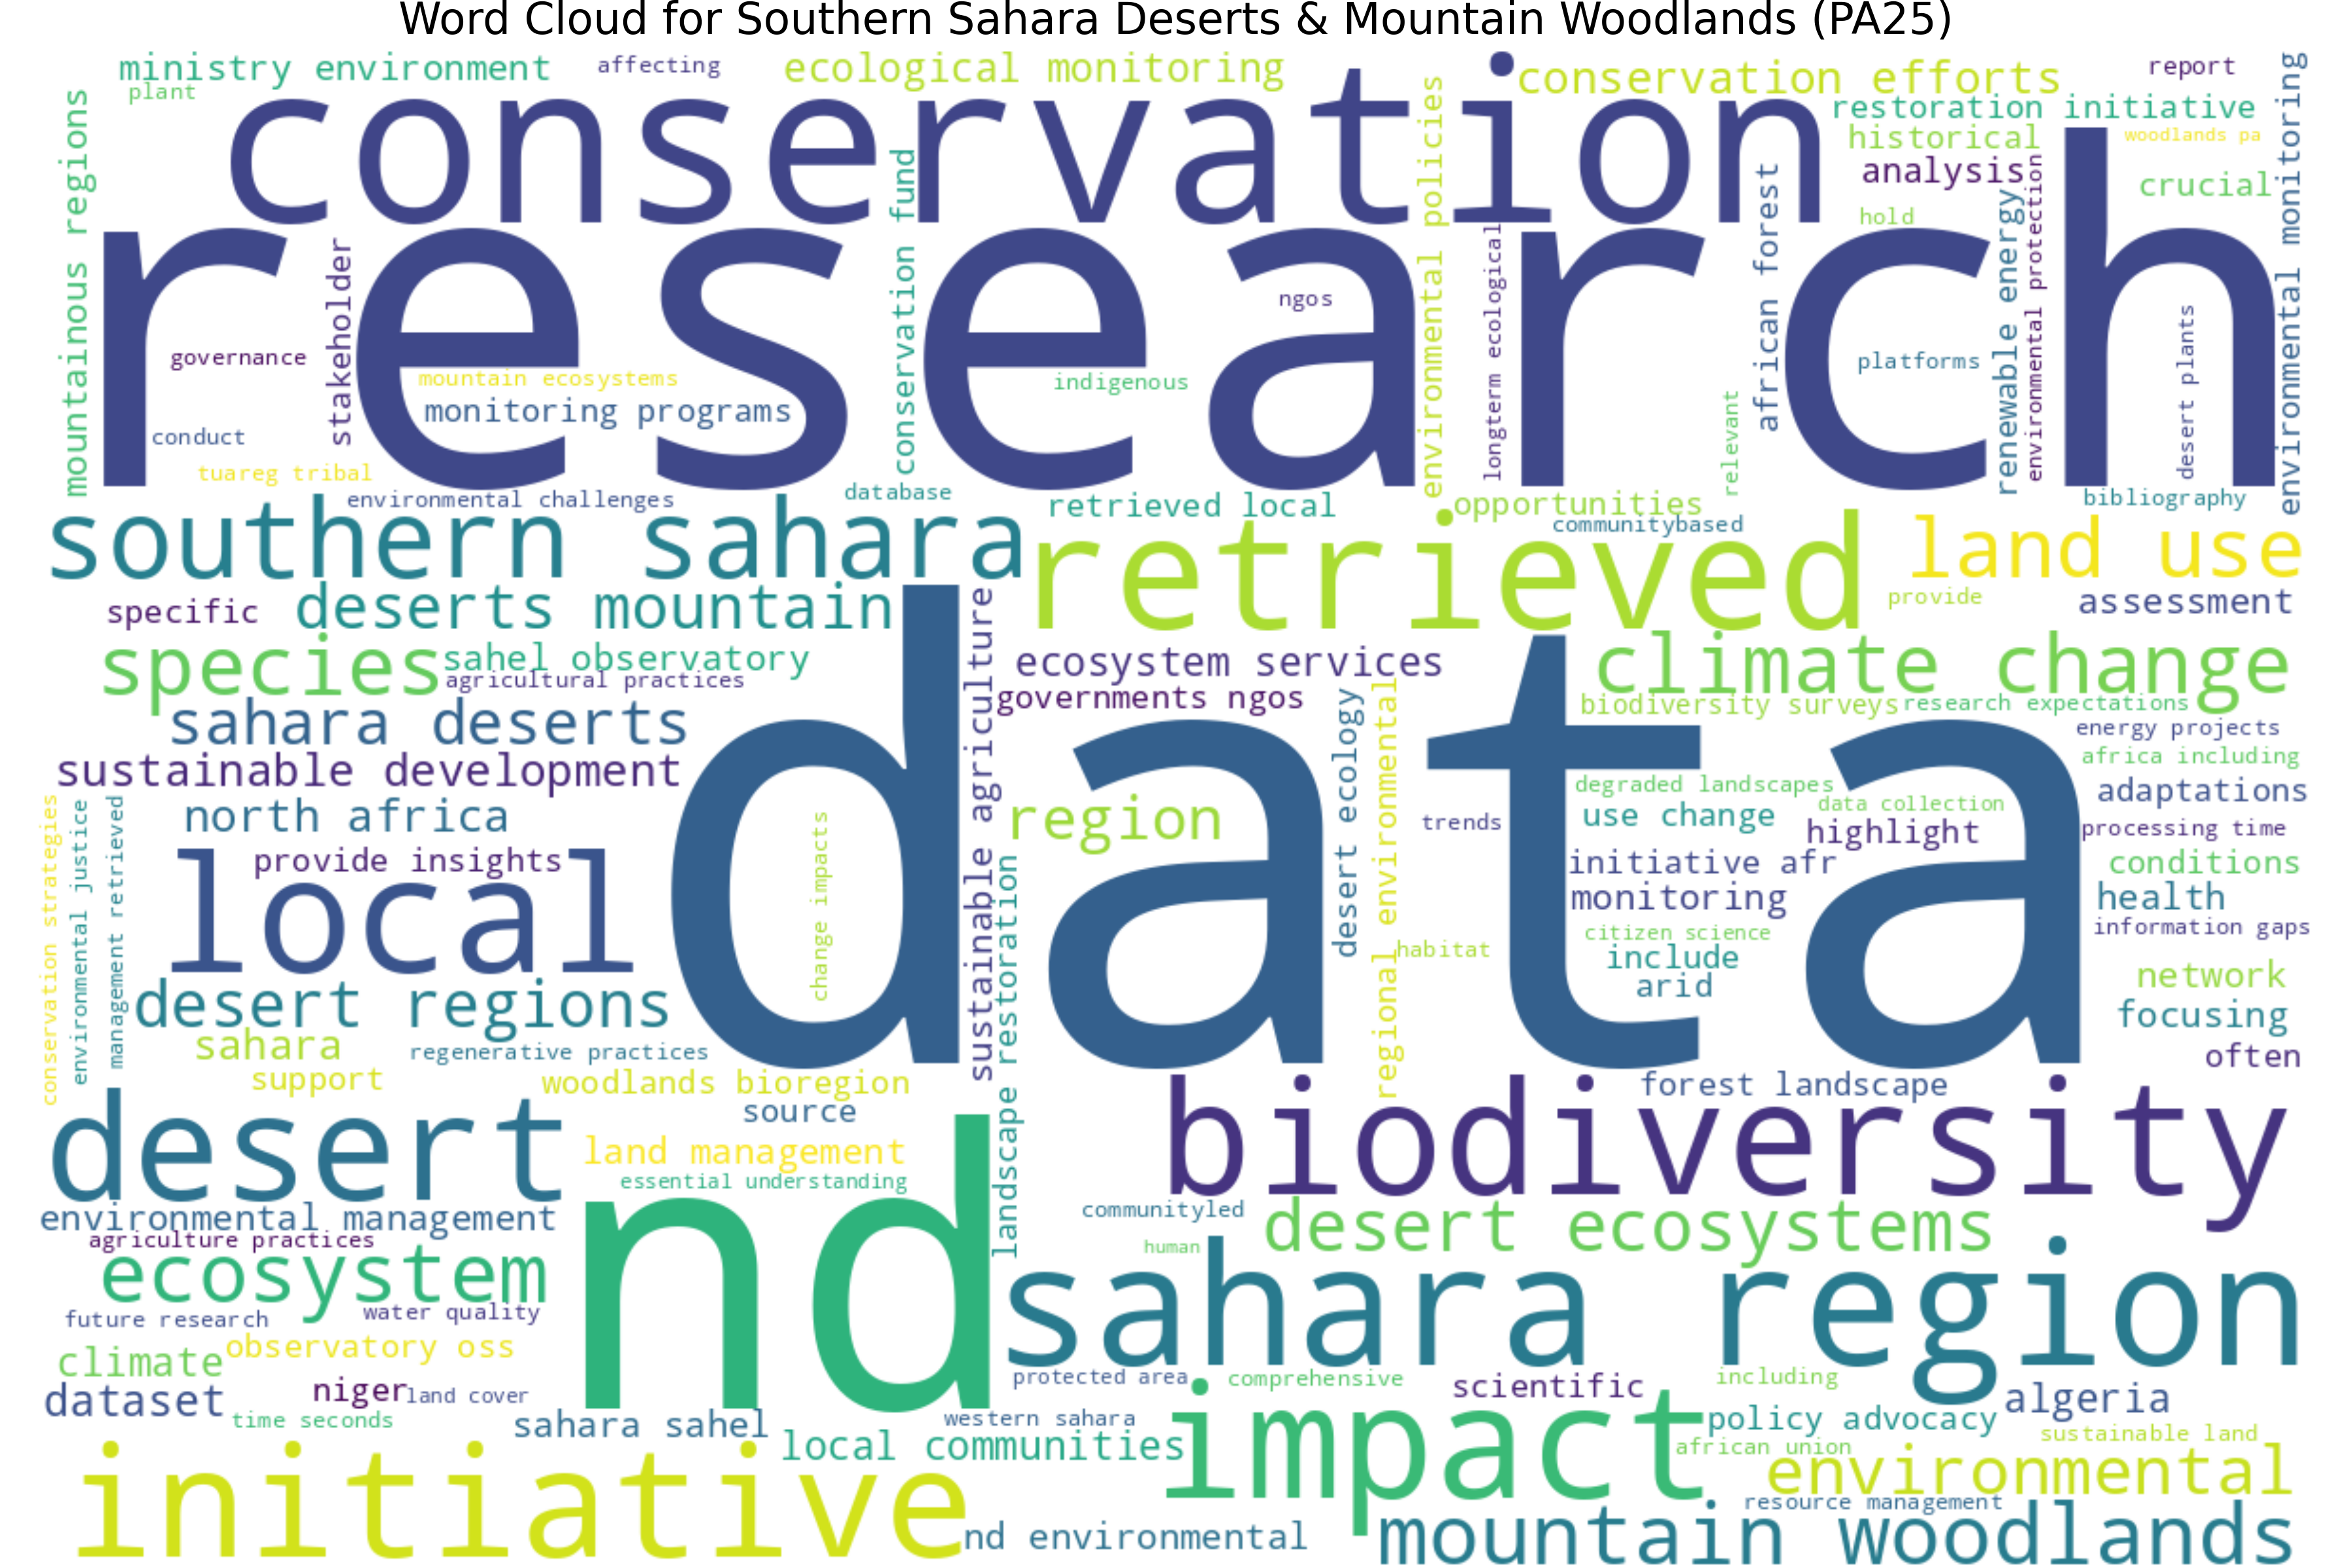 Word Cloud for Southern Sahara Deserts & Mountain Woodlands (PA25)
ministry environment
affecting
ecological monitoring
conservation efforts
report
plant
restoration initiative
conservation
historical
woodlands pa
analysis
crucial
hold
mountainous regions
conservation fund
environmental policies
african forest
renewable energy
environmental protection
environmental monitoring
research
stakeholder
longterm ecological
ngos
governance
platforms
desert plants
mountain ecosystems
indigenous
monitoring programs
relevant
conduct
tuareg tribal
environmental challenges
database
retrieved local
opportunities
bibliography
communitybased
southern sahara
retrieved
land use
specific
deserts mountain
provide
assessment
species
sahel observatory
ecosystem services
climate change
agricultural practices
governments ngos
biodiversity surveys
research expectations
sahara deserts
energy projects
africa including
sustainable development
sustainable agriculture
desert ecology
regional environmental
degraded landscapes
adaptations
data collection
north africa
region
trends
use change
highlight
processing time
provide insights
initiative afr
conditions
local
data
change impacts
monitoring
health
information gaps
conservation strategies
environmental justice
management retrieved
citizen science
habitat
include
arid
network
desert regions
focusing
sahara
regenerative practices
often
support
woodlands bioregion
forest landscape
landscape restoration
source
desert
land management
biodiversity
essential understanding
environmental management
communityled
desert ecosystems
agriculture practices
human
ecosystem
nd
sahara region
future research
water quality
observatory oss
climate
protected area
comprehensive
scientific
including
dataset
niger
land cover
algeria
time seconds
sahara sahel
western sahara
impact
policy advocacy
local communities
african union
sustainable land
environmental
initiative
resource management
nd environmental
mountain woodlands